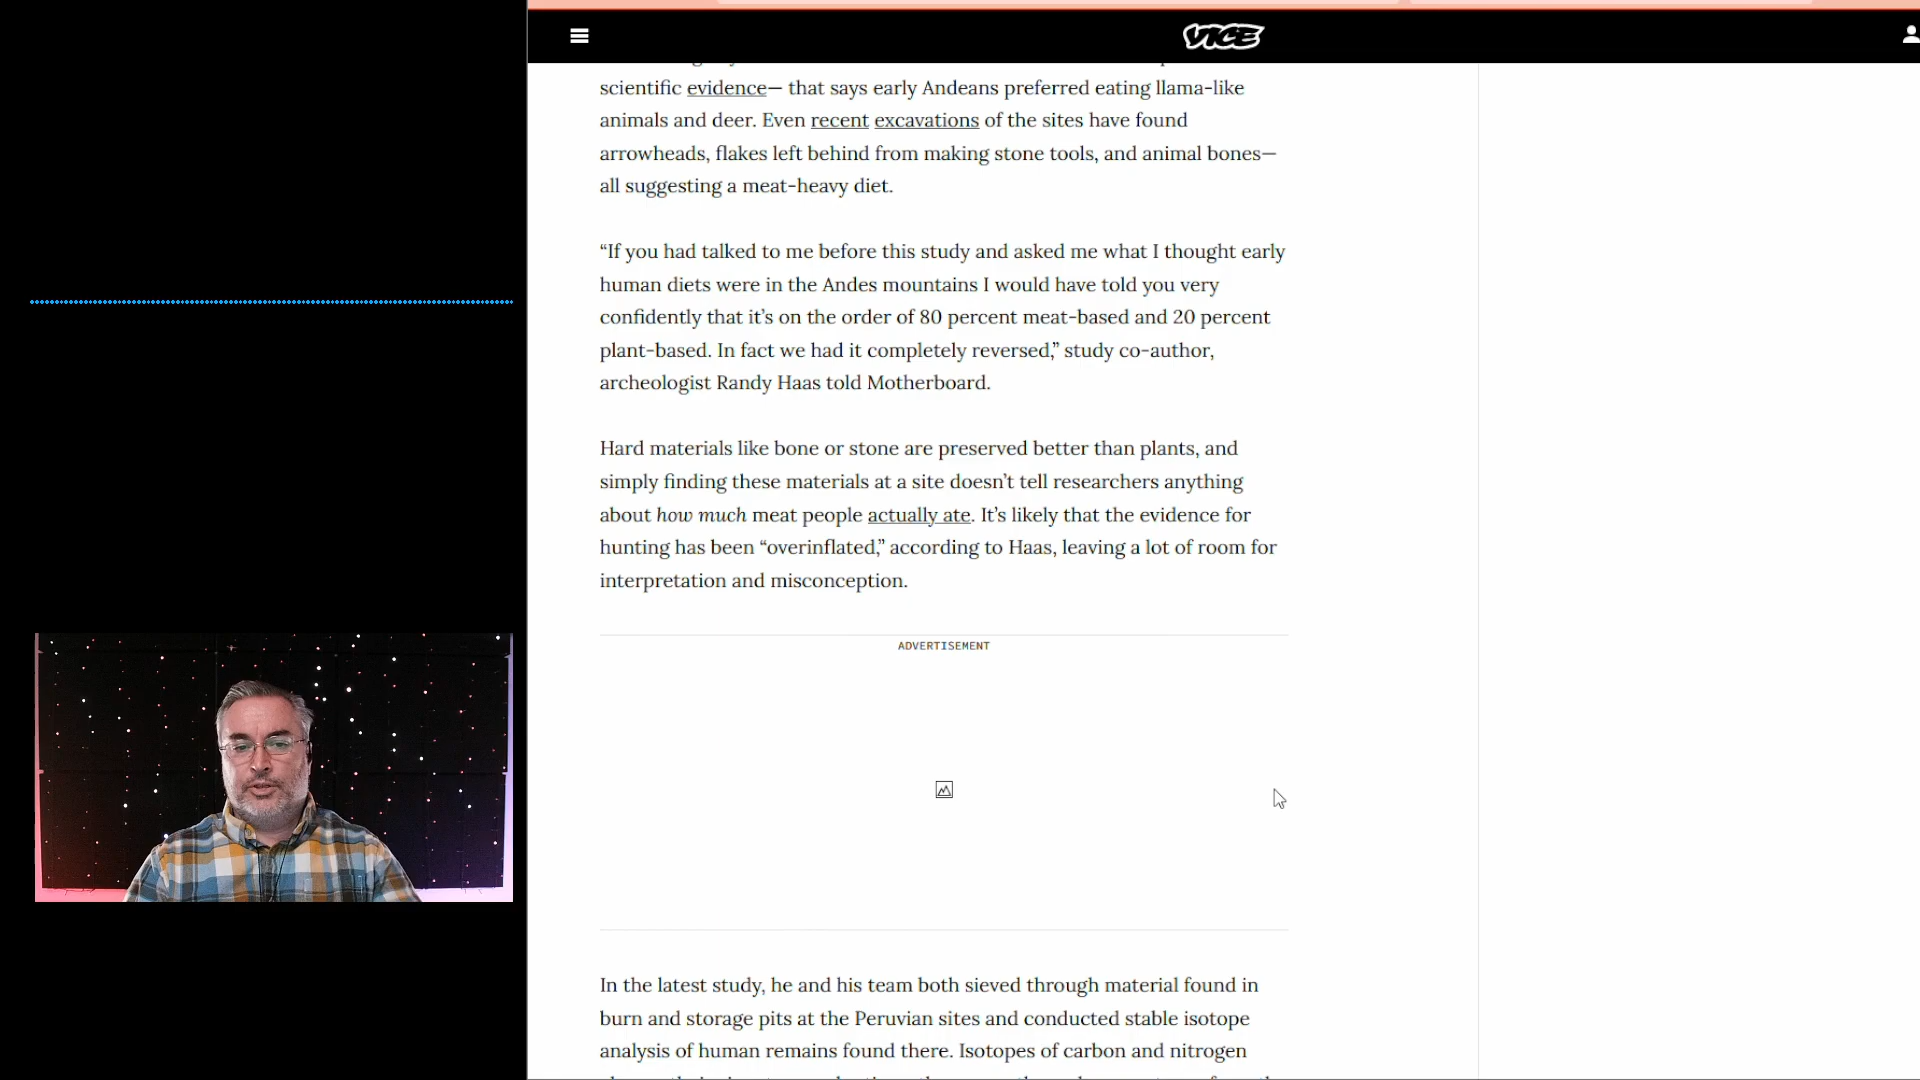 VICE
scientific evidence— that says early Andeans preferred eating llama-like
animals and deer. Even recent excavations of the sites have found
arrowheads, flakes left behind from making stone tools, and animal bones—
all suggesting a meat-heavy diet.
“If you had talked to me before this study and asked me what I thought early
human diets were in the Andes mountains I would have told you very
confidently that it’s on the order of 80 percent meat-based and 20 percent
plant-based. In fact we had it completely reversed,” study co-author,
archeologist Randy Haas told Motherboard.
Hard materials like bone or stone are preserved better than plants, and
simply finding these materials at a site doesn’t tell researchers anything
about how much meat people actually ate. It’s likely that the evidence for
hunting has been “overinflated,” according to Haas, leaving a lot of room for
interpretation and misconception.
ADVERTISEMENT
In the latest study, he and his team both sieved through material found in
burn and storage pits at the Peruvian sites and conducted stable isotope
analysis of human remains found there. Isotopes of carbon and nitrogen